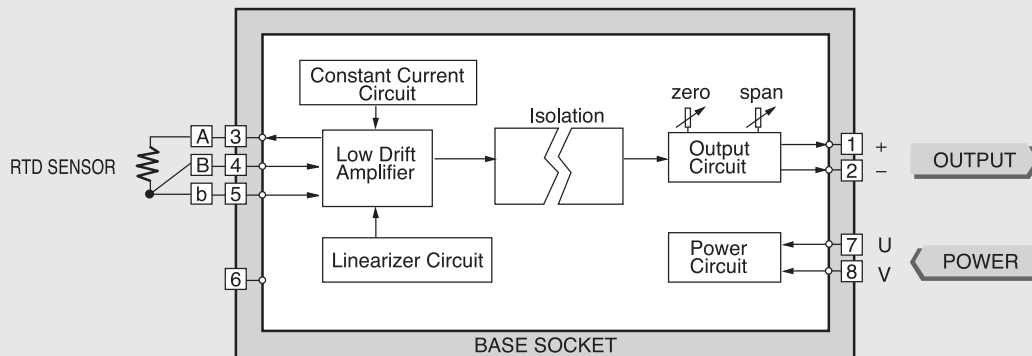 Constant Current
Circuit
zero span
Isolation
A 3
1 +
RTD SENSOR
B 4
Low Drift
Amplifier
Output
Circuit
OUTPUT
2 −
b 5
7 U
Linearizer Circuit
Power
Circuit
POWER
6
8 V
BASE SOCKET